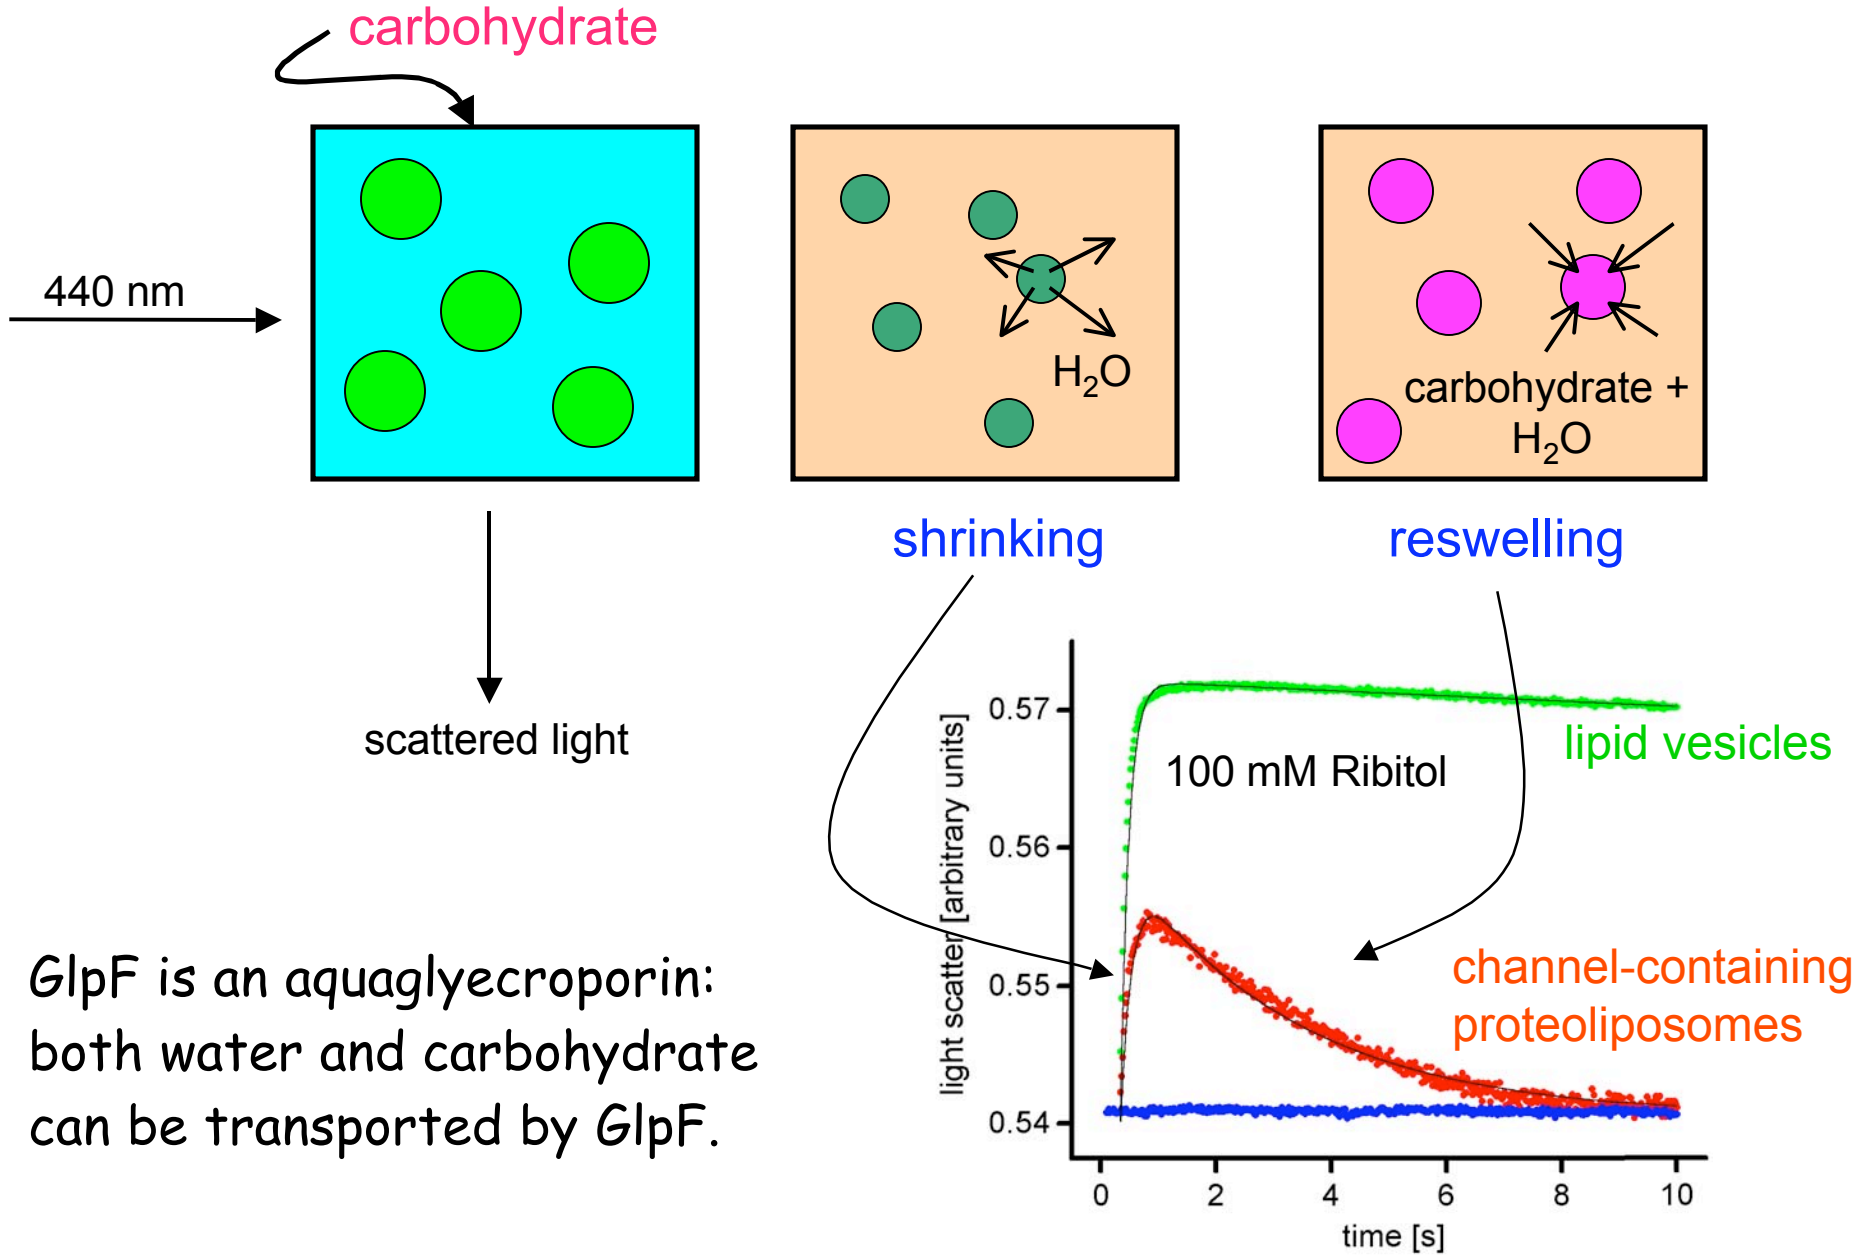 carbohydrate
440 nm
H₂O
carbohydrate +
H₂O
shrinking
reswelling
scattered light
light scatter [arbitrary units]
0.57
0.56
0.55
0.54
100 mM Ribitol
lipid vesicles
channel-containing
proteoliposomes
0 2 4 6 8 10
time [s]
GlpF is an aquaglyecroporin:
both water and carbohydrate
can be transported by GlpF.